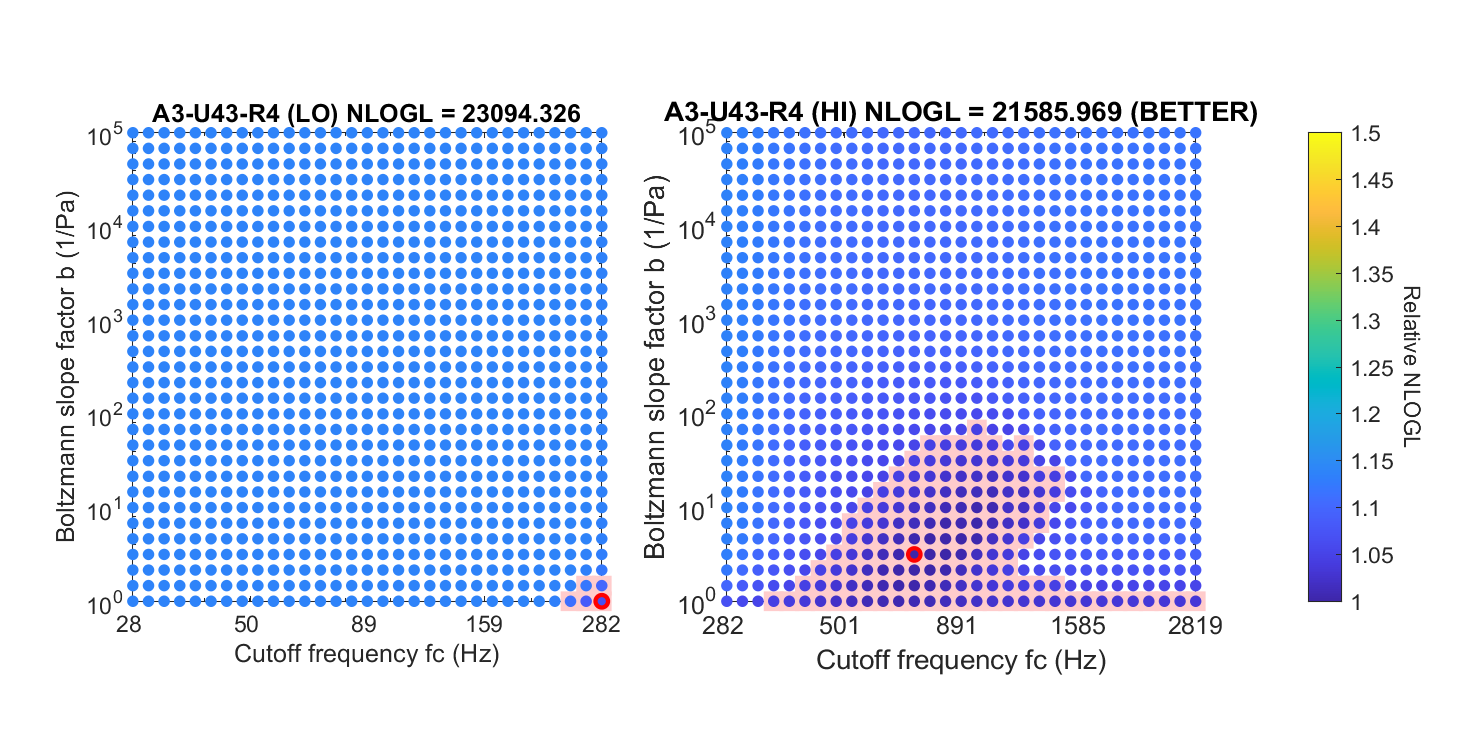 A3-U43-R4 (LO) NLOGL = 23094.326
10^5
10^4
10^3
10^2
10^1
10^0
Boltzmann slope factor b (1/Pa)
28 50 89 159 282
Cutoff frequency fc (Hz)
A3-U43-R4 (HI) NLOGL = 21585.969 (BETTER)
10^5
10^4
10^3
10^2
10^1
10^0
Boltzmann slope factor b (1/Pa)
282 501 891 1585 2819
Cutoff frequency fc (Hz)
1.5
1.45
1.4
1.35
1.3
1.25
1.2
1.15
1.1
1.05
1
Relative NLOGL